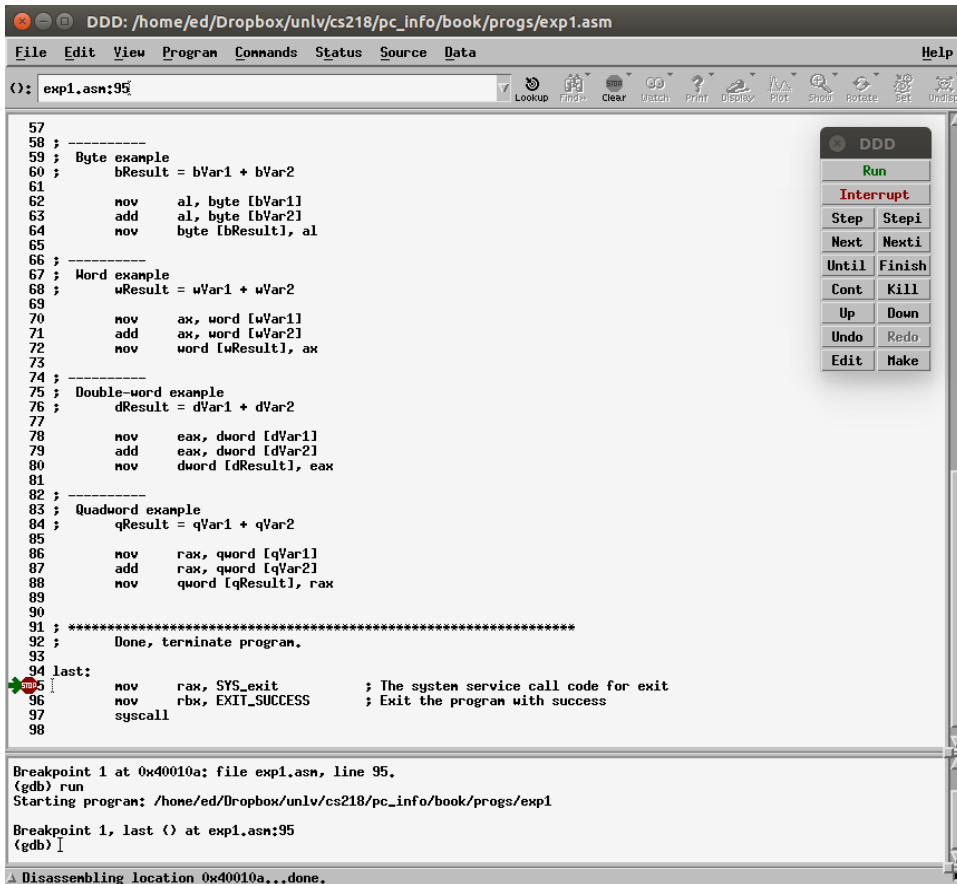 DDD: /home/ed/Dropbox/unlv/cs218/pc_info/book/progs/exp1.asm
File Edit View Program Commands Status Source Data Help
(): exp1.asm:95
Lookup Find» Clear Watch Print Display Plot Show Rotate Set Undisp
57
58 ; ----------
59 ;  Byte example
60 ;       bResult = bVar1 + bVar2
61
62         mov     al, byte [bVar1]
63         add     al, byte [bVar2]
64         mov     byte [bResult], al
65
66 ; ----------
67 ;  Word example
68 ;       wResult = wVar1 + wVar2
69
70         mov     ax, word [wVar1]
71         add     ax, word [wVar2]
72         mov     word [wResult], ax
73
74 ; ----------
75 ;  Double-word example
76 ;       dResult = dVar1 + dVar2
77
78         mov     eax, dword [dVar1]
79         add     eax, dword [dVar2]
80         mov     dword [dResult], eax
81
82 ; ----------
83 ;  Quadword example
84 ;       qResult = qVar1 + qVar2
85
86         mov     rax, qword [qVar1]
87         add     rax, qword [qVar2]
88         mov     qword [qResult], rax
89
90
91 ; *****************************************************************
92 ;       Done, terminate program.
93
94 last:
STOP 5         mov     rax, SYS_exit           ; The system service call code for exit
96         mov     rbx, EXIT_SUCCESS       ; Exit the program with success
97         syscall
98
DDD
Run
Interrupt
Step Stepi
Next Nexti
Until Finish
Cont Kill
Up Down
Undo Redo
Edit Make
Breakpoint 1 at 0x40010a: file exp1.asm, line 95.
(gdb) run
Starting program: /home/ed/Dropbox/unlv/cs218/pc_info/book/progs/exp1
Breakpoint 1, last () at exp1.asm:95
(gdb)
Disassembling location 0x40010a...done.